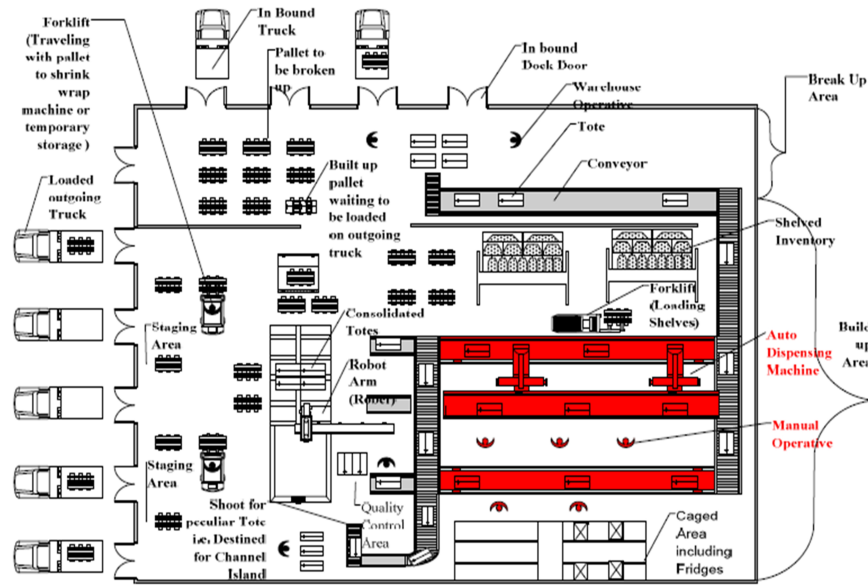 Forklift
(Traveling
with pallet
to shrink
wrap
machine or
temporary
storage )
In Bound
Truck
Pallet to
be broken
up
In bound
Dock Door
Warehouse
Operative
Tote
Conveyor
Break Up
Area
Loaded
outgoing
Truck
Built up
pallet
waiting to
be loaded
on outgoing
truck
Shelved
Inventory
Forklift
(Loading
Shelves)
Consolidated
Totes
Staging
Area
Robot
Arm
(Robel)
Auto
Dispensing
Machine
Build
up
Area
Manual
Operative
Staging
Area
Shoot for
peculiar Tote
i.e, Destined
for Channel
Island
Quality
Control
Area
Caged
Area
including
Fridges